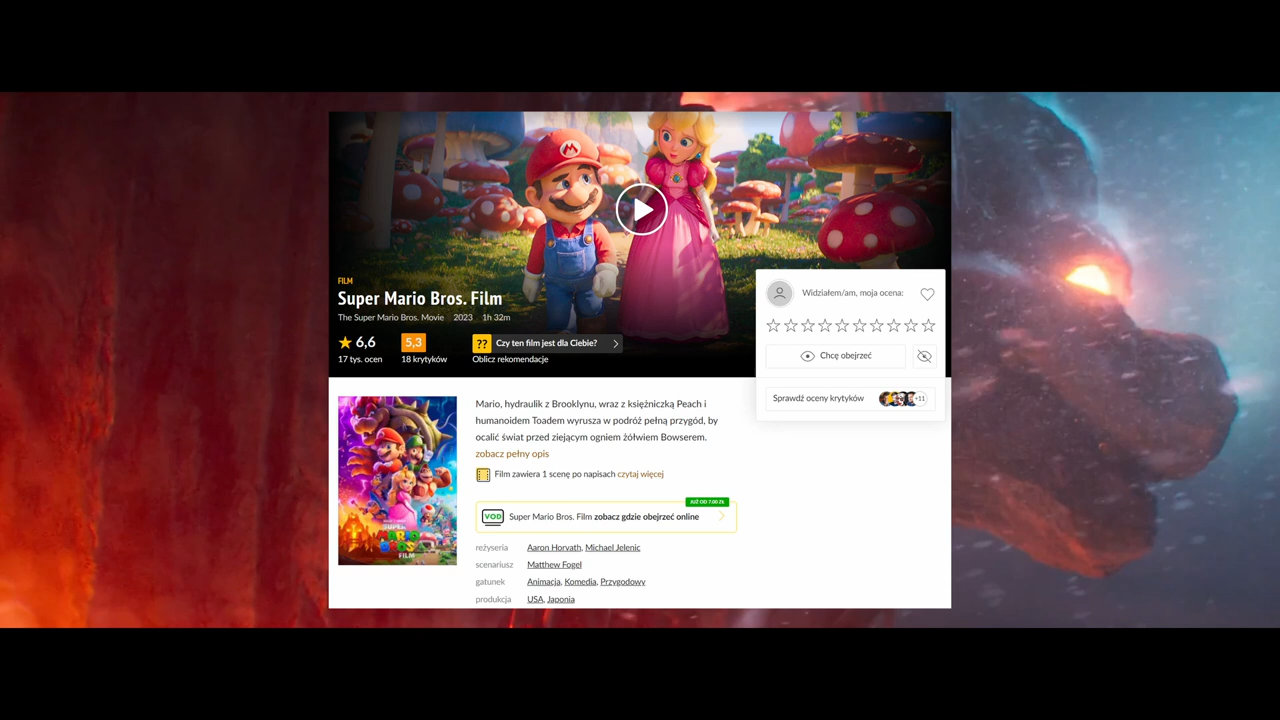 FILM
Super Mario Bros. Film
The Super Mario Bros. Movie 2023 1h 32m
6,6
17 tys. ocen
5,3
18 krytyków
?? Czy ten film jest dla Ciebie?
Oblicz rekomendacje
Widziałem/am, moja ocena:
Chcę obejrzeć
Sprawdź oceny krytyków +11
Mario, hydraulik z Brooklynu, wraz z księżniczką Peach i
humanoidem Toadem wyrusza w podróż pełną przygód, by
ocalić świat przed ziejącym ogniem żółwiem Bowserem.
zobacz pełny opis
Film zawiera 1 scenę po napisach czytaj więcej
JUŻ OD 7.00 ZŁ
VOD Super Mario Bros. Film zobacz gdzie obejrzeć online
reżyseria Aaron Horvath, Michael Jelenic
scenariusz Matthew Fogel
gatunek Animacja, Komedia, Przygodowy
produkcja USA, Japonia
M
SUPER
MARIO
BROS
FILM